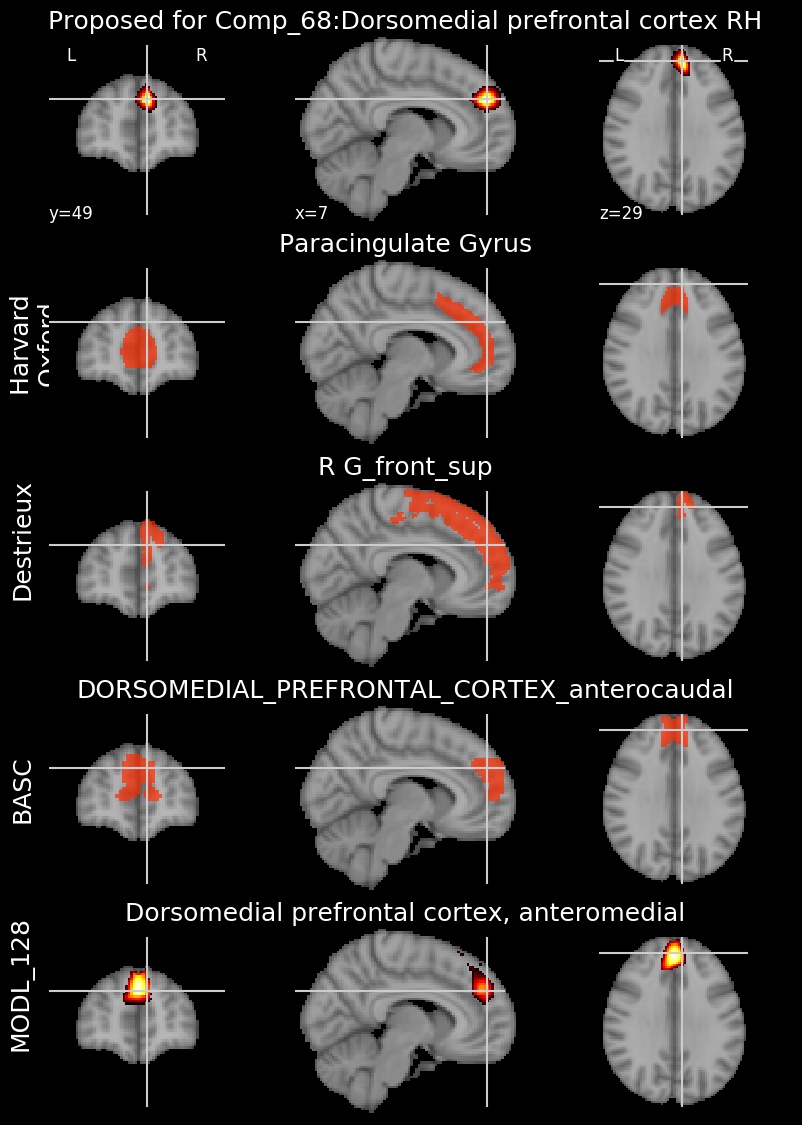 Proposed for Comp_68:Dorsomedial prefrontal cortex RH
L R L R
y=49 x=7 z=29
Paracingulate Gyrus
Harvard
R G_front_sup
Destrieux
DORSOMEDIAL_PREFRONTAL_CORTEX_anterocaudal
BASC
Dorsomedial prefrontal cortex, anteromedial
MODL_128